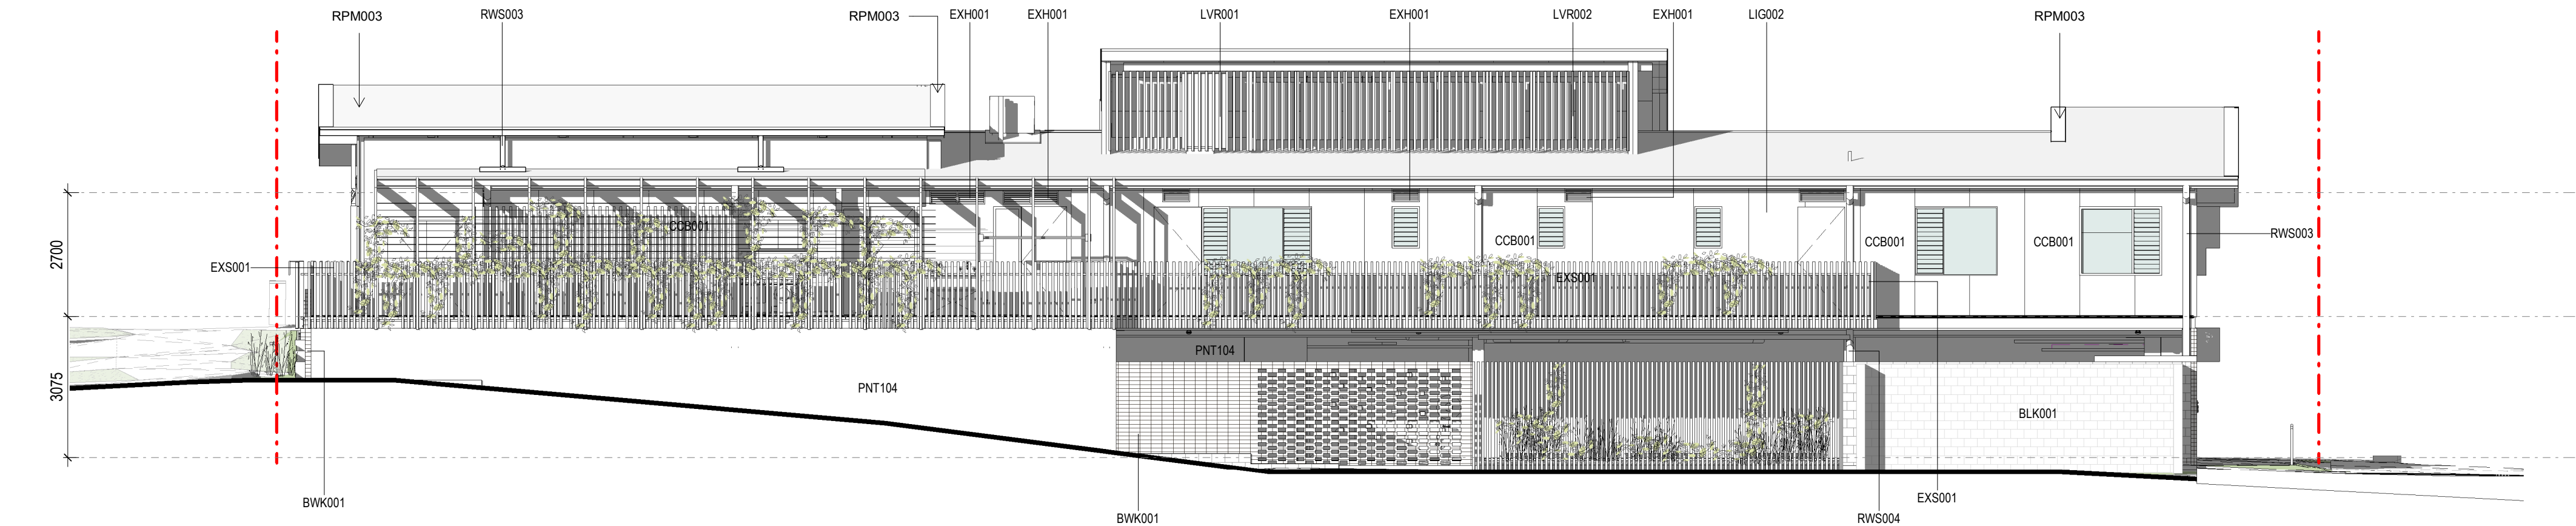 RPM003
RWS003
RPM003
EXH001
EXH001
LVR001
EXH001
LVR002
EXH001
LIG002
RPM003
2700
CCB001
CCB001
CCB001
CCB001
RWS003
EXS001
EXS001
PNT104
3075
PNT104
BLK001
BWK001
BWK001
RWS004
EXS001